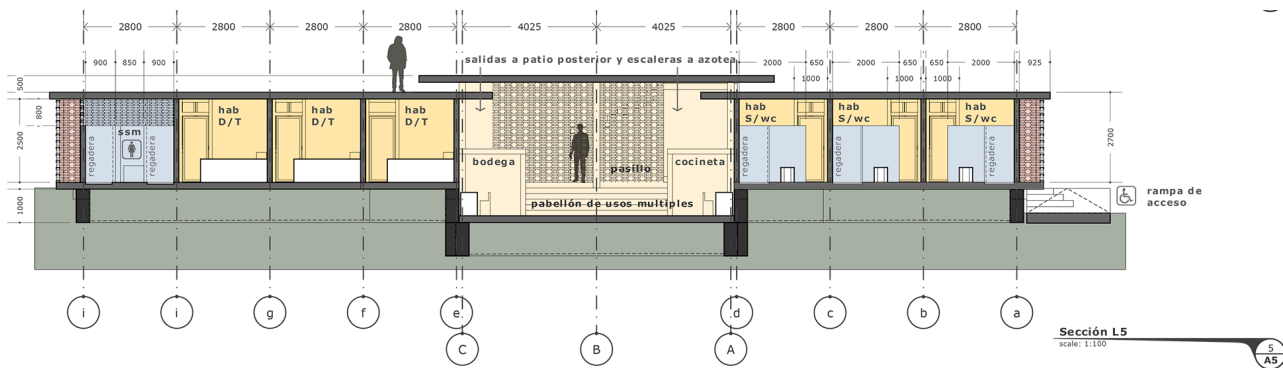 2800 2800 2800 2800 4025 4025 2800 2800 2800
900 850 900 2000 650 2000 650 650 2000 925
1000 1000 1000
salidas a patio posterior y escaleras a azotea
500
800
2500
1000
2700
ssm
regadera
regadera
hab
D/T
hab
D/T
hab
D/T
bodega
cocineta
pasillo
pabellón de usos multiples
hab
S/wc
hab
S/wc
hab
S/wc
regadera
regadera
regadera
rampa de
acceso
i i g f e d c b a
C B A
Sección L5
scale: 1:100
5
A5